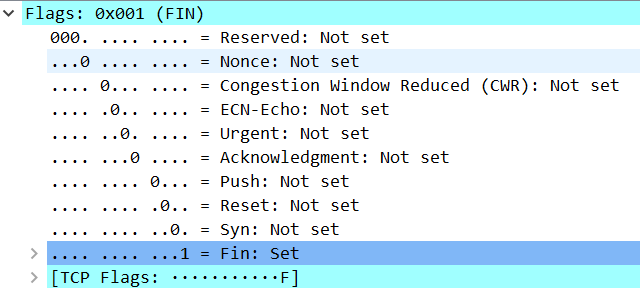 Flags: 0x001 (FIN)
000. .... .... = Reserved: Not set
...0 .... .... = Nonce: Not set
.... 0... .... = Congestion Window Reduced (CWR): Not set
.... .0.. .... = ECN-Echo: Not set
.... ..0. .... = Urgent: Not set
.... ...0 .... = Acknowledgment: Not set
.... .... 0... = Push: Not set
.... .... .0.. = Reset: Not set
.... .... ..0. = Syn: Not set
.... .... ...1 = Fin: Set
[TCP Flags: ···········F]